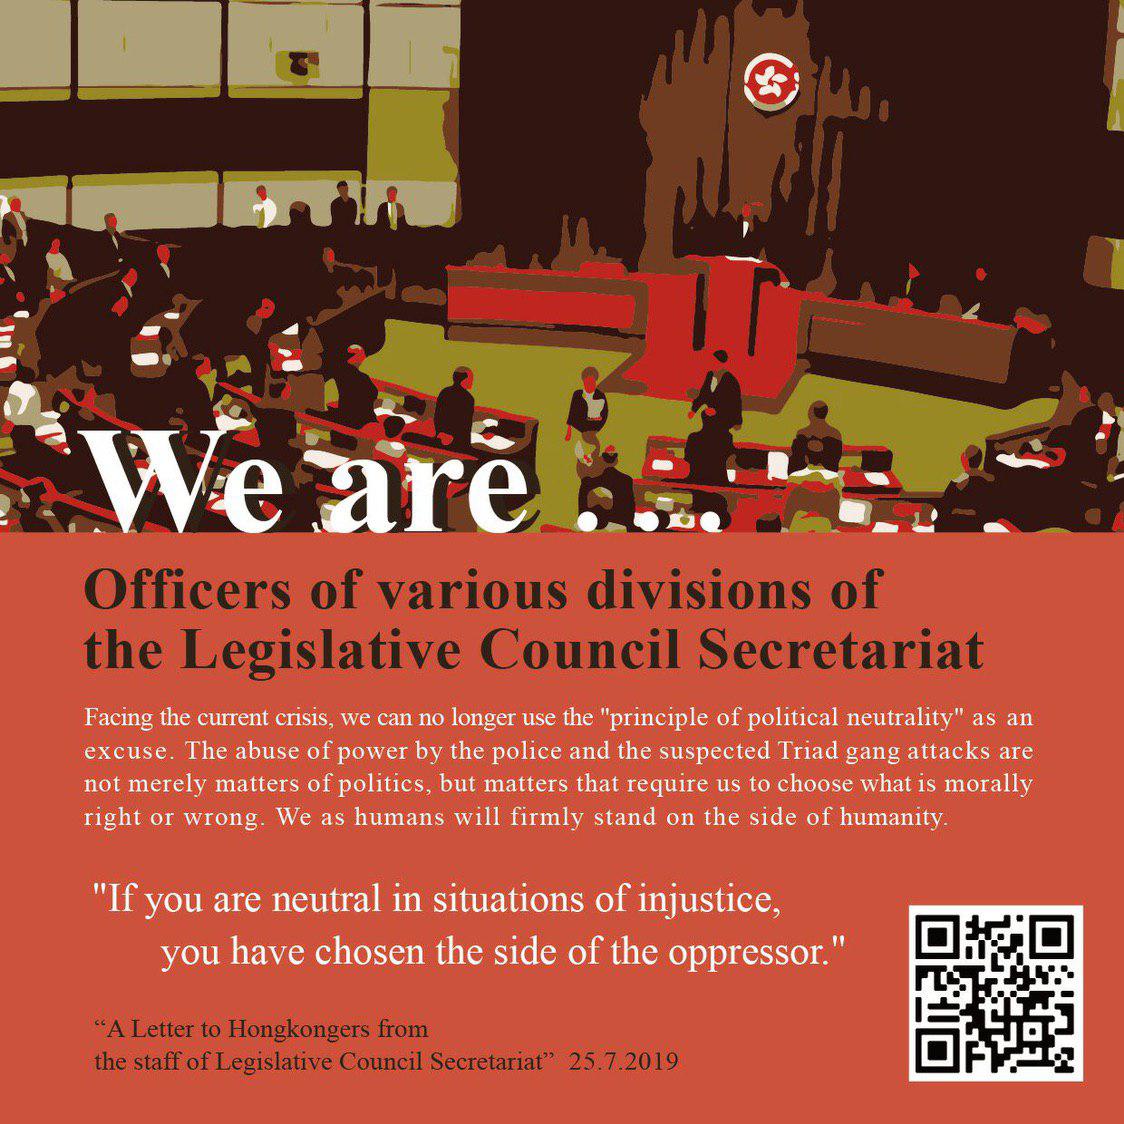 We are . . .
Officers of various divisions of
the Legislative Council Secretariat
Facing the current crisis, we can no longer use the "principle of political neutrality" as an
excuse. The abuse of power by the police and the suspected Triad gang attacks are
not merely matters of politics, but matters that require us to choose what is morally
right or wrong. We as humans will firmly stand on the side of humanity.
"If you are neutral in situations of injustice,
you have chosen the side of the oppressor."
“A Letter to Hongkongers from
the staff of Legislative Council Secretariat” 25.7.2019